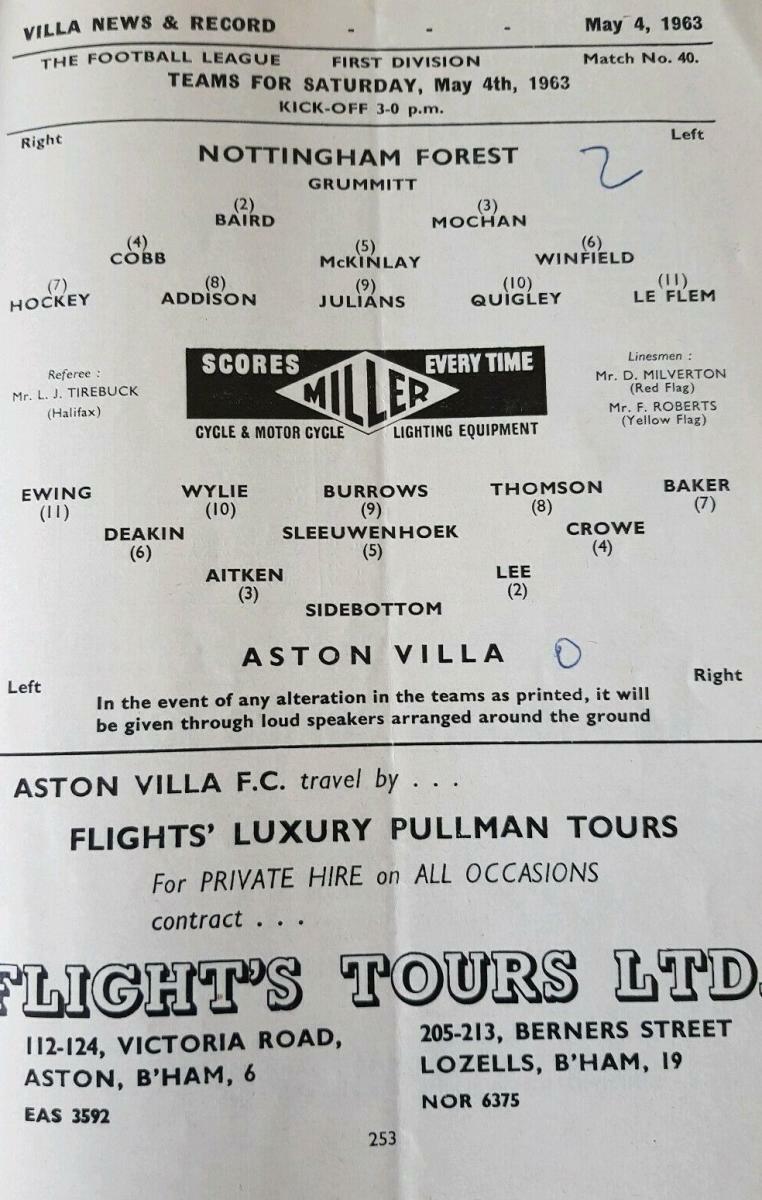 VILLA NEWS & RECORD - - - May 4, 1963
THE FOOTBALL LEAGUE FIRST DIVISION Match No. 40.
TEAMS FOR SATURDAY, May 4th, 1963
KICK-OFF 3-0 p.m.
Right Left
NOTTINGHAM FOREST 2
GRUMMITT
(2) (3)
BAIRD MOCHAN
(4) (5) (6)
COBB McKINLAY WINFIELD
(7) (8) (9) (10) (11)
HOCKEY ADDISON JULIANS QUIGLEY LE FLEM
Referee :
Mr. L. J. TIREBUCK
(Halifax)
SCORES EVERY TIME
MILLER
CYCLE & MOTOR CYCLE LIGHTING EQUIPMENT
Linesmen :
Mr. D. MILVERTON
(Red Flag)
Mr. F. ROBERTS
(Yellow Flag)
EWING WYLIE BURROWS THOMSON BAKER
(11) (10) (9) (8) (7)
DEAKIN SLEEUWENHOEK CROWE
(6) (5) (4)
AITKEN LEE
(3) (2)
SIDEBOTTOM
ASTON VILLA 0
Left Right
In the event of any alteration in the teams as printed, it will
be given through loud speakers arranged around the ground
ASTON VILLA F.C. travel by . . .
FLIGHTS' LUXURY PULLMAN TOURS
For PRIVATE HIRE on ALL OCCASIONS
contract . . .
FLIGHT'S TOURS LTD.
112-124, VICTORIA ROAD,
ASTON, B'HAM, 6
EAS 3592
205-213, BERNERS STREET
LOZELLS, B'HAM, 19
NOR 6375
253